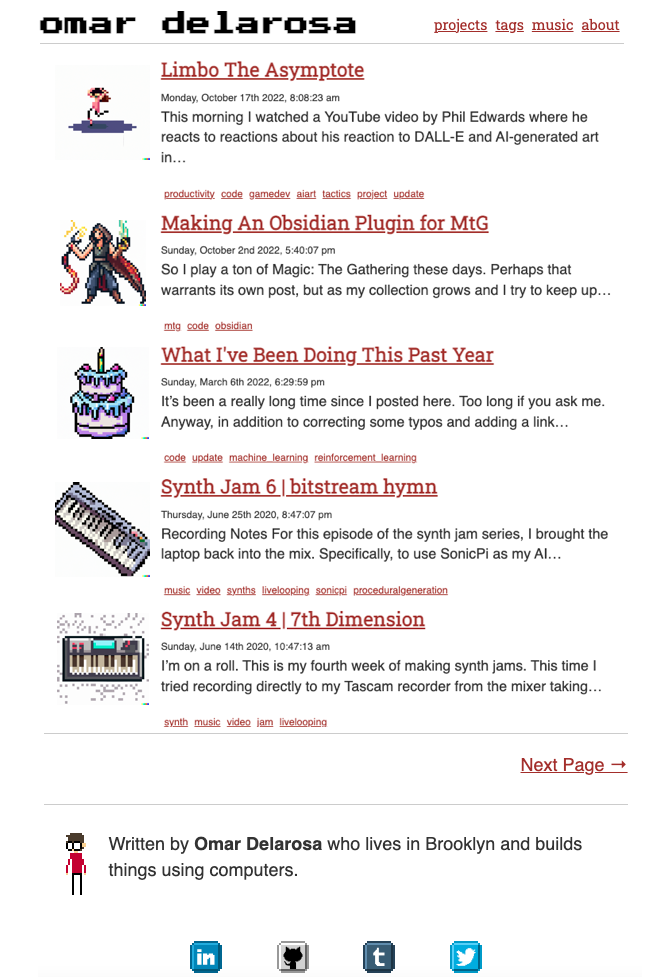 omar delarosa
projects tags music about
Limbo The Asymptote
Monday, October 17th 2022, 8:08:23 am
This morning I watched a YouTube video by Phil Edwards where he
reacts to reactions about his reaction to DALL-E and AI-generated art
in…
productivity code gamedev aiart tactics project update
Making An Obsidian Plugin for MtG
Sunday, October 2nd 2022, 5:40:07 pm
So I play a ton of Magic: The Gathering these days. Perhaps that
warrants its own post, but as my collection grows and I try to keep up…
mtg code obsidian
What I've Been Doing This Past Year
Sunday, March 6th 2022, 6:29:59 pm
It’s been a really long time since I posted here. Too long if you ask me.
Anyway, in addition to correcting some typos and adding a link…
code update machine_learning reinforcement_learning
Synth Jam 6 | bitstream hymn
Thursday, June 25th 2020, 8:47:07 pm
Recording Notes For this episode of the synth jam series, I brought the
laptop back into the mix. Specifically, to use SonicPi as my AI…
music video synths livelooping sonicpi proceduralgeneration
Synth Jam 4 | 7th Dimension
Sunday, June 14th 2020, 10:47:13 am
I’m on a roll. This is my fourth week of making synth jams. This time I
tried recording directly to my Tascam recorder from the mixer taking…
synth music video jam livelooping
Next Page →
Written by Omar Delarosa who lives in Brooklyn and builds
things using computers.
in
t